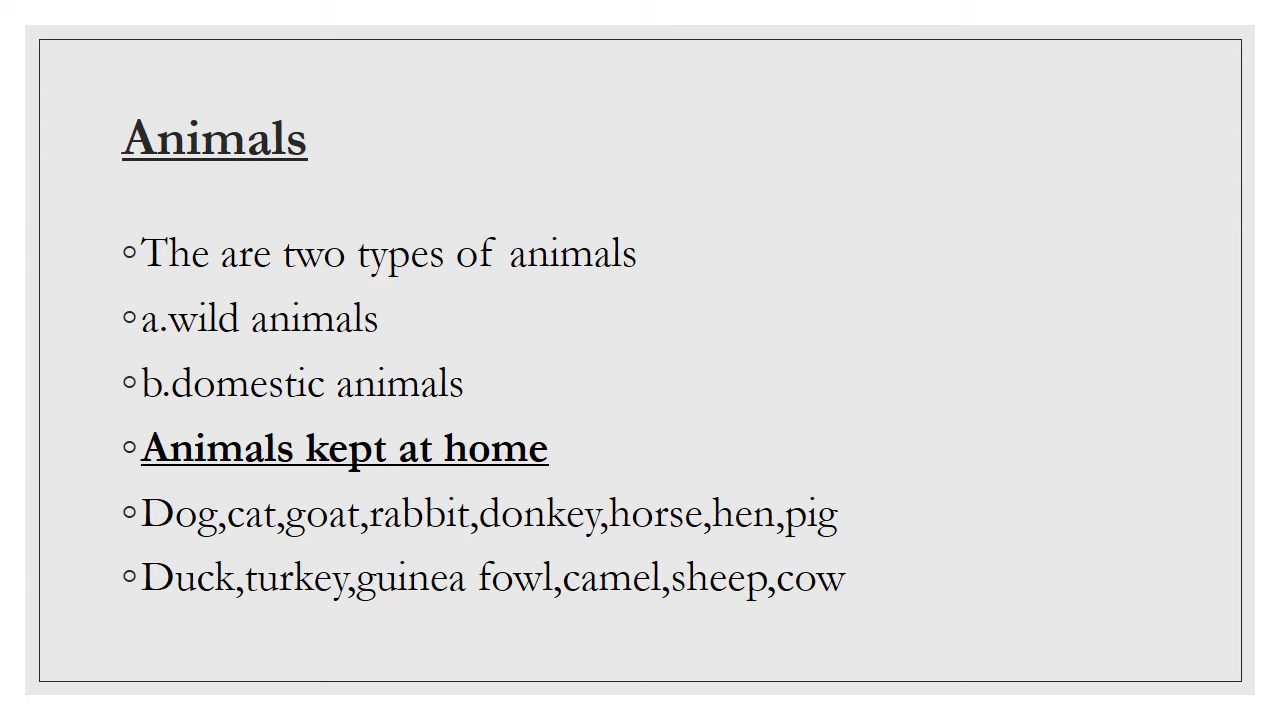 Animals
◦The are two types of animals
◦a.wild animals
◦b.domestic animals
◦Animals kept at home
◦Dog,cat,goat,rabbit,donkey,horse,hen,pig
◦Duck,turkey,guinea fowl,camel,sheep,cow